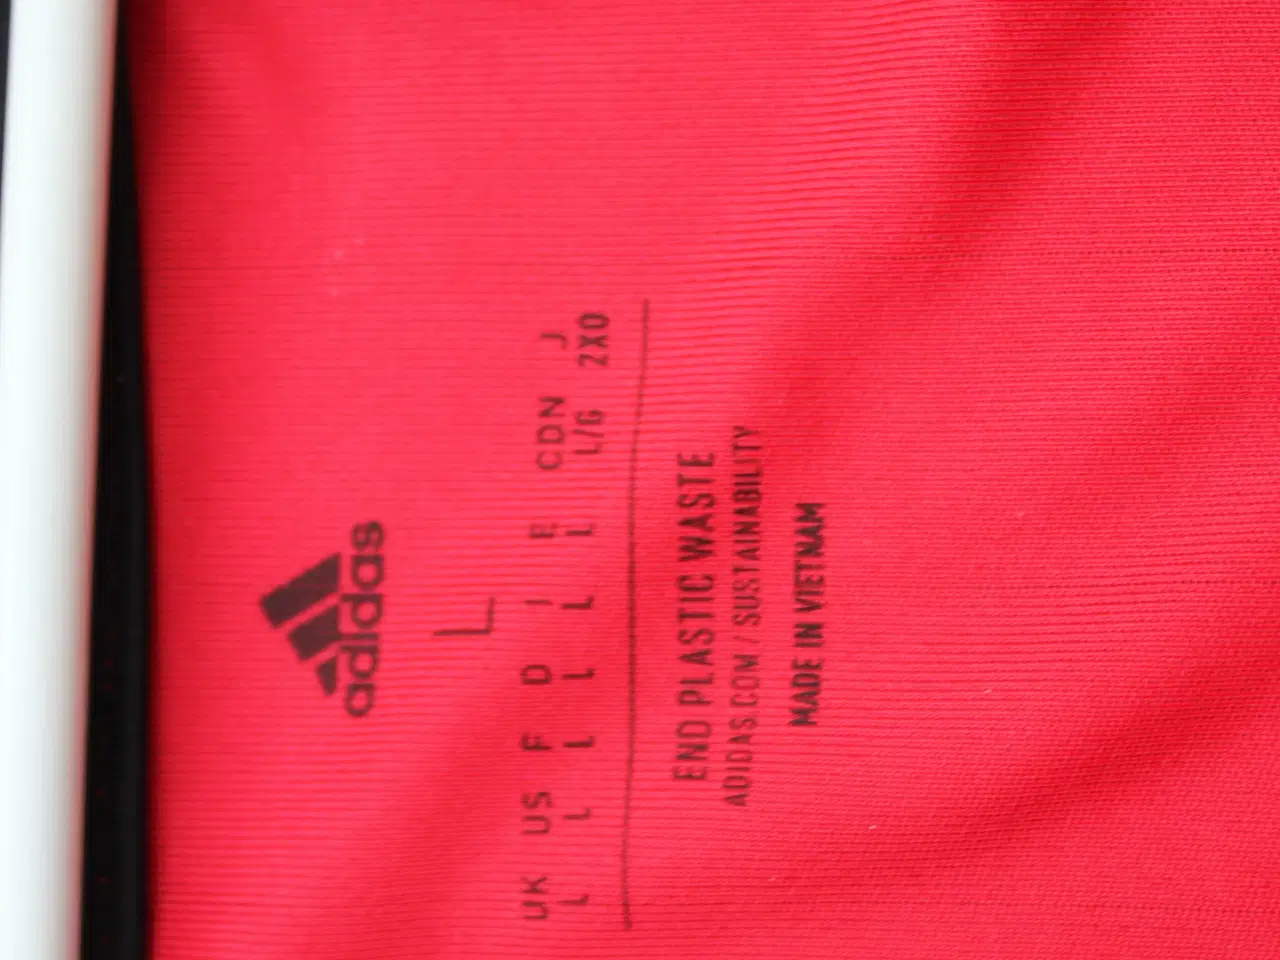 adidas
L
UK US F D I E CDN J
L L L L L L L/G 2XO
END PLASTIC WASTE
ADIDAS.COM / SUSTAINABILITY
MADE IN VIETNAM